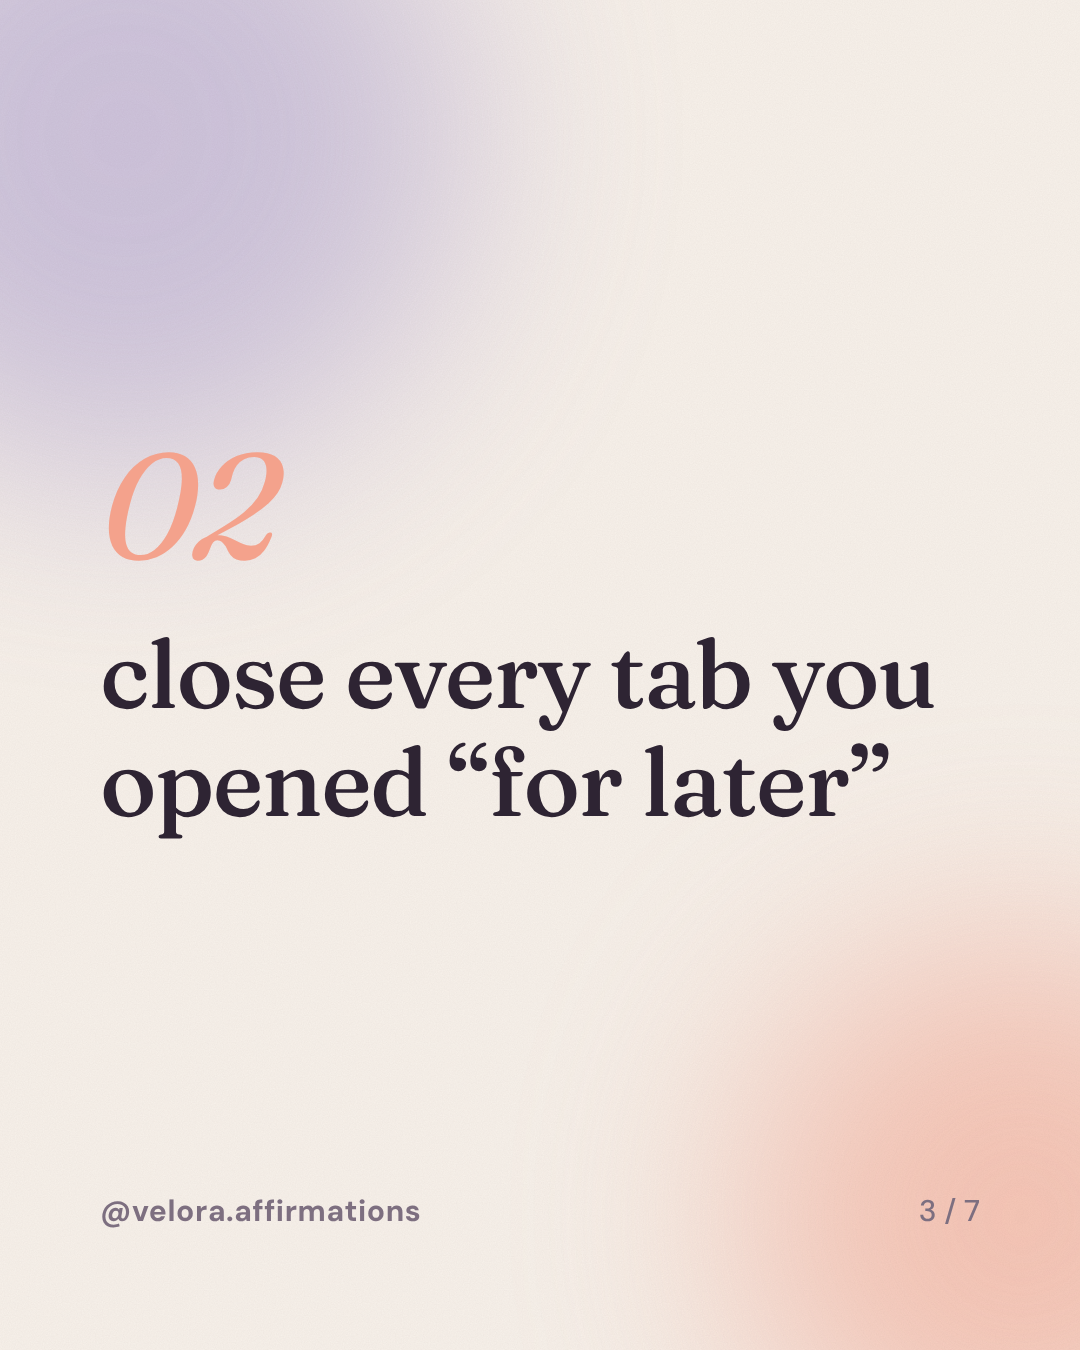 02
close every tab you
opened “for later”
@velora.affirmations
3 / 7